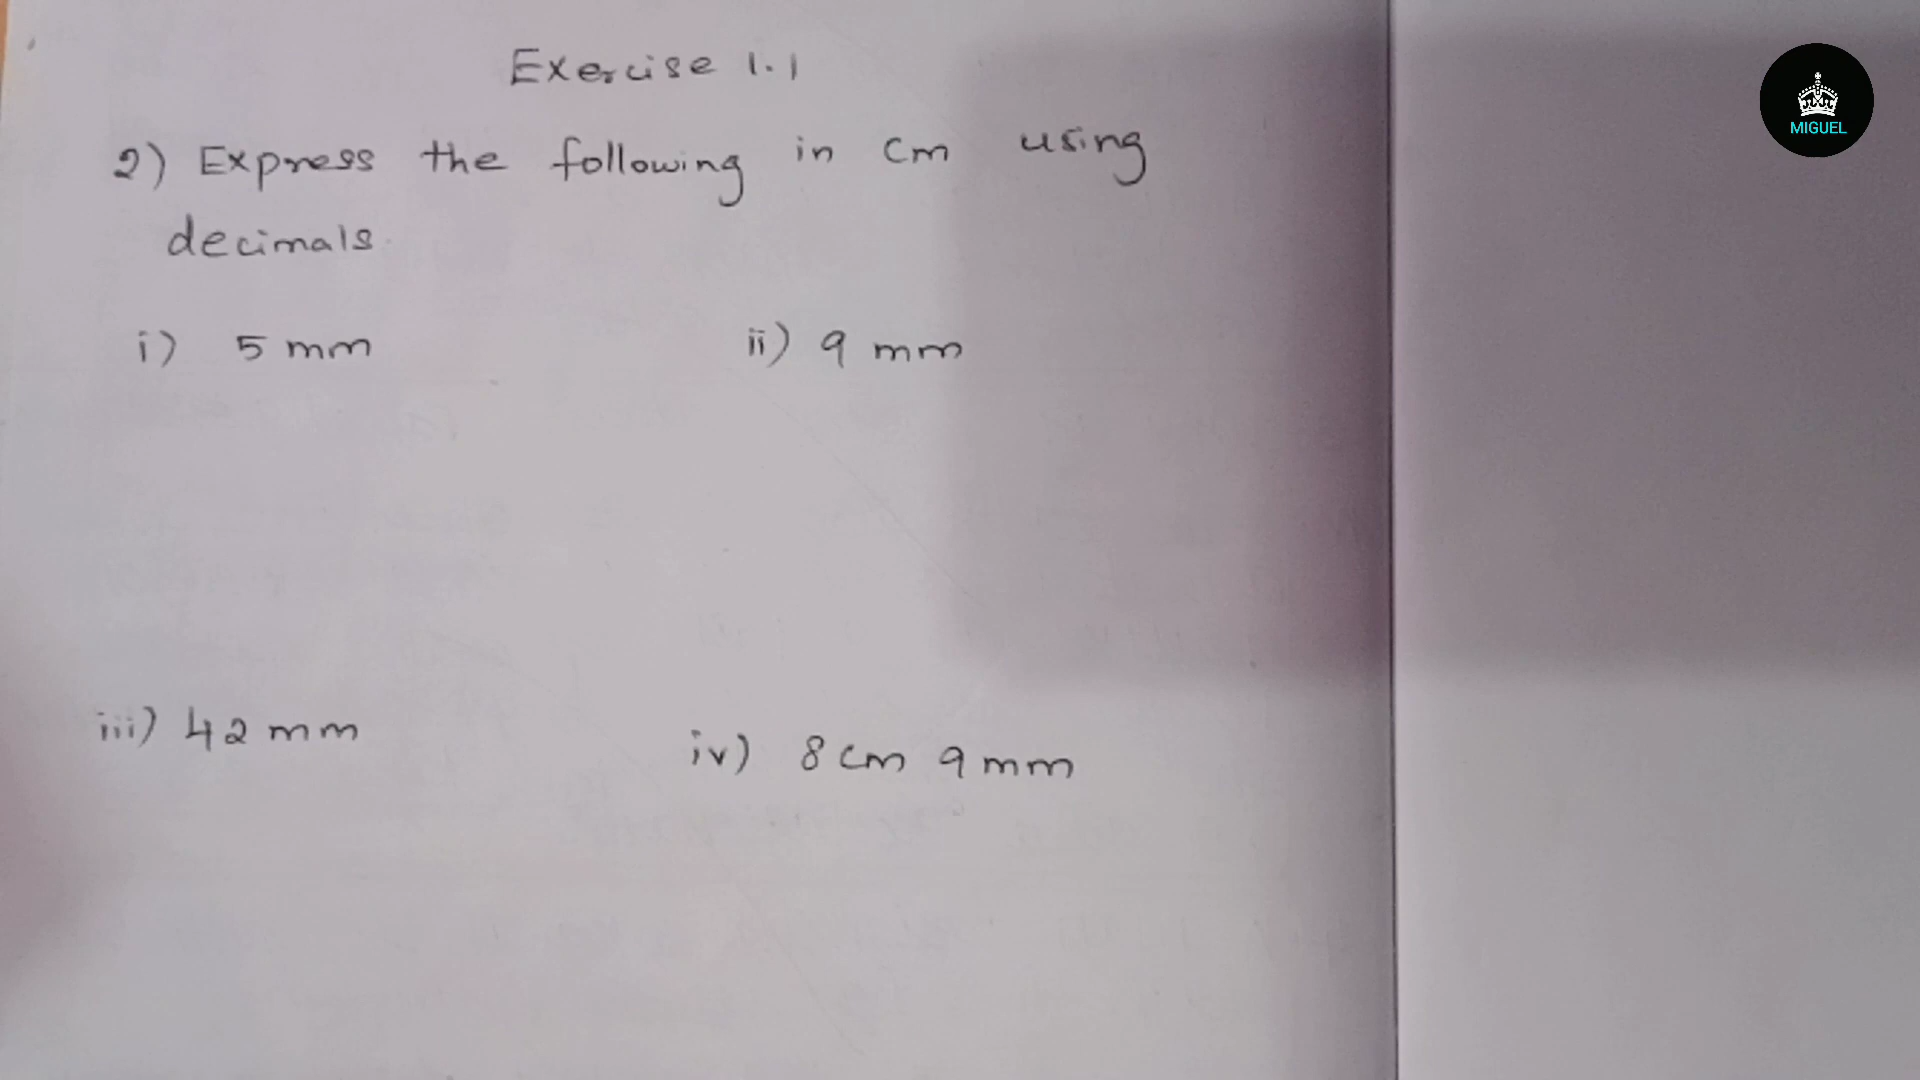 Exercise 1.1
MIGUEL
2) Express the following in cm using
decimals
i) 5 mm
ii) 9 mm
iii) 42 mm
iv) 8 cm 9 mm